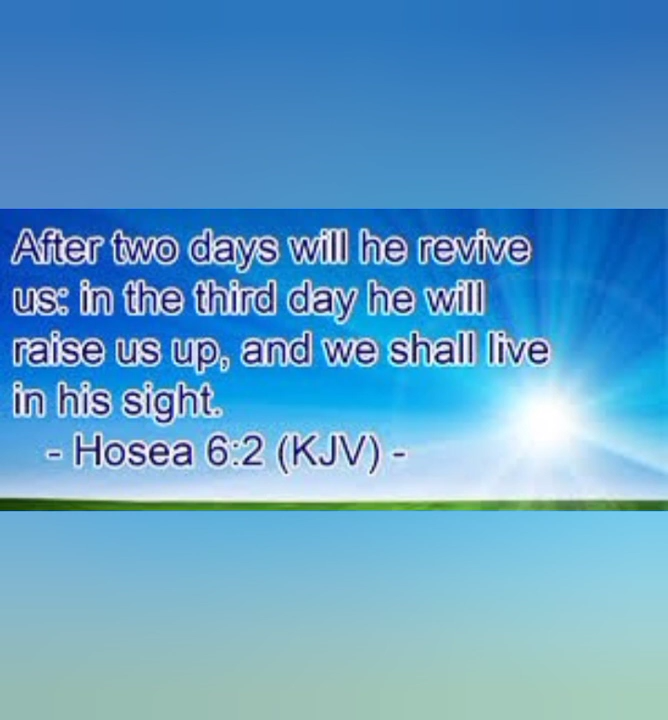 After two days will he revive
us: in the third day he will
raise us up, and we shall live
in his sight.
- Hosea 6:2 (KJV) -